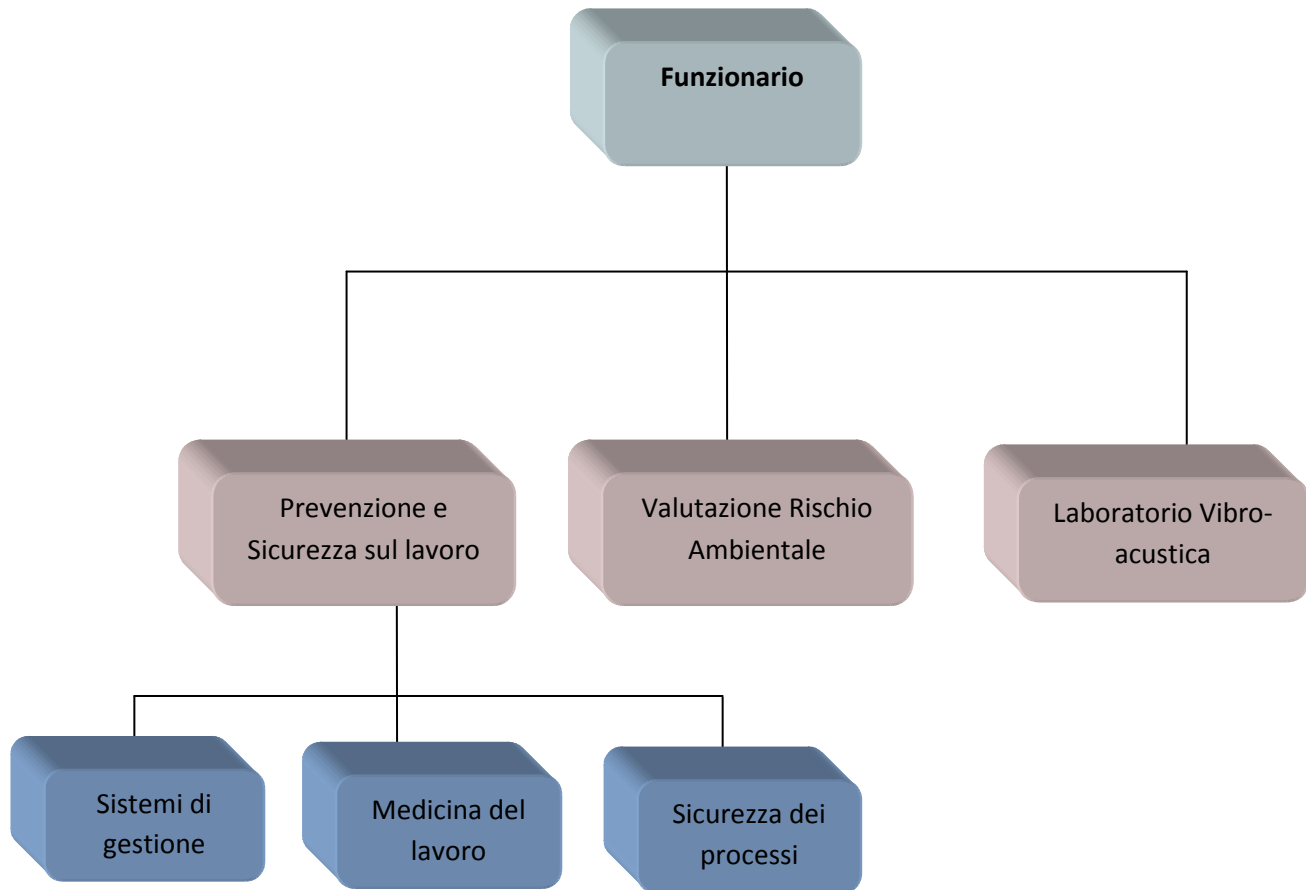 Funzionario
Prevenzione e
Sicurezza sul lavoro
Valutazione Rischio
Ambientale
Laboratorio Vibro-
acustica
Sistemi di
gestione
Medicina del
lavoro
Sicurezza dei
processi